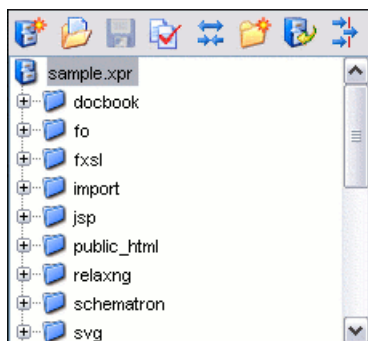 sample.xpr
docbook
fo
fxsl
import
jsp
public_html
relaxng
schematron
svg